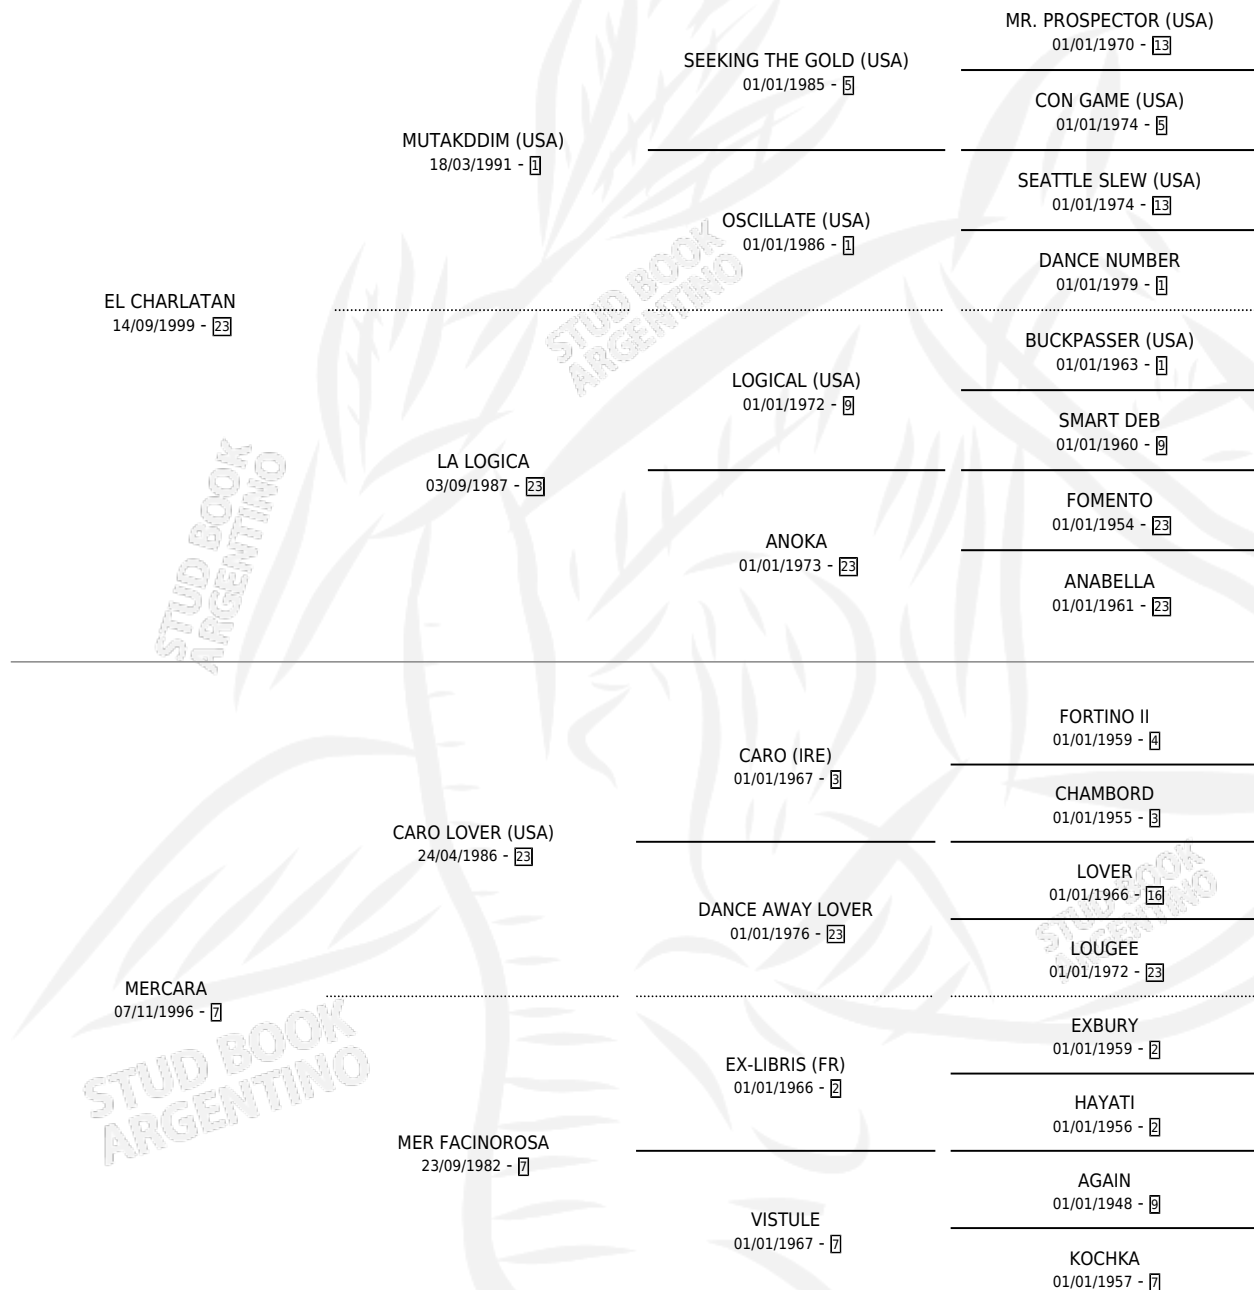 MR. PROSPECTOR (USA)
01/01/1970 - 13
SEEKING THE GOLD (USA)
01/01/1985 - 5
CON GAME (USA)
01/01/1974 - 5
MUTAKDDIM (USA)
18/03/1991 - 1
SEATTLE SLEW (USA)
01/01/1974 - 13
OSCILLATE (USA)
01/01/1986 - 1
DANCE NUMBER
01/01/1979 - 1
STUD BOOK
ARGENTINO
EL CHARLATAN
14/09/1999 - 23
BUCKPASSER (USA)
01/01/1963 - 1
LOGICAL (USA)
01/01/1972 - 9
SMART DEB
01/01/1960 - 9
LA LOGICA
03/09/1987 - 23
FOMENTO
01/01/1954 - 23
ANOKA
01/01/1973 - 23
ANABELLA
01/01/1961 - 23
STUD BOOK
ARGENTINO
FORTINO II
01/01/1959 - 4
CARO (IRE)
01/01/1967 - 3
CHAMBORD
01/01/1955 - 3
CARO LOVER (USA)
24/04/1986 - 23
LOVER
01/01/1966 - 16
DANCE AWAY LOVER
01/01/1976 - 23
LOUGEE
01/01/1972 - 23
STUD BOOK
ARGENTINO
MERCARA
07/11/1996 - 7
STUD BOOK
ARGENTINO
EXBURY
01/01/1959 - 2
EX-LIBRIS (FR)
01/01/1966 - 2
HAYATI
01/01/1956 - 2
MER FACINOROSA
23/09/1982 - 7
AGAIN
01/01/1948 - 9
VISTULE
01/01/1967 - 7
KOCHKA
01/01/1957 - 7